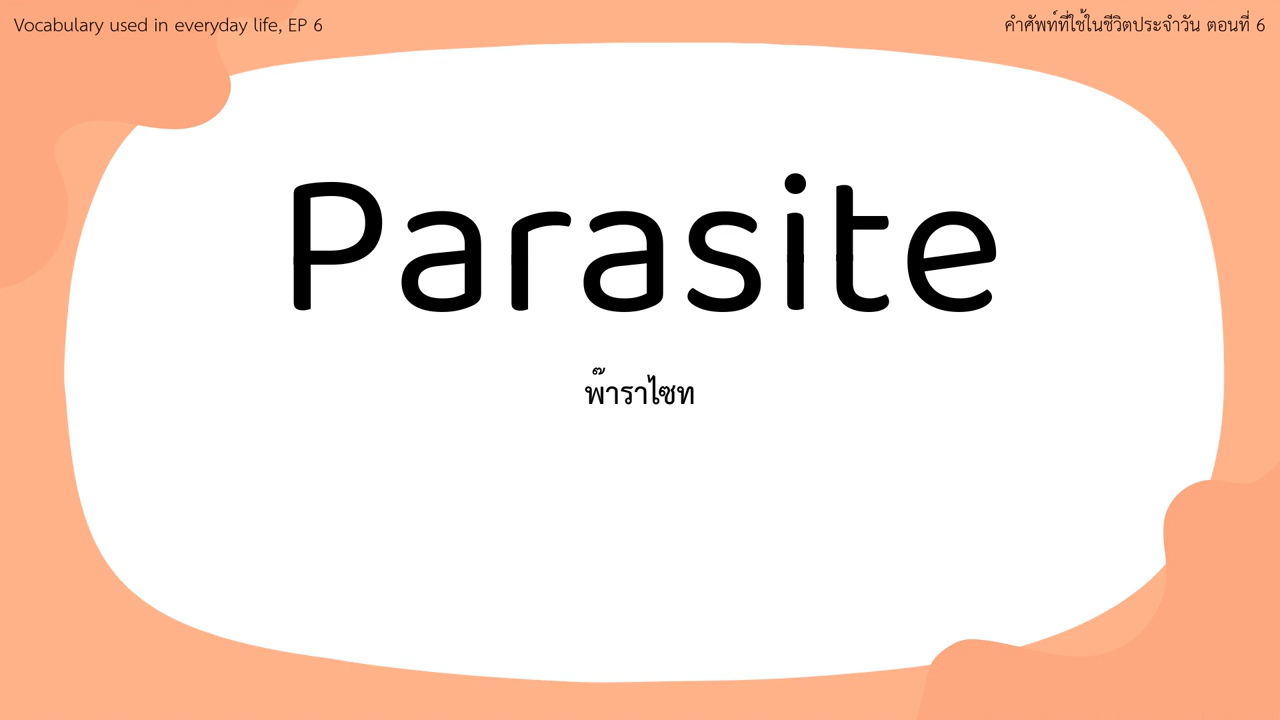 Vocabulary used in everyday life, EP 6
คำศัพท์ที่ใช้ในชีวิตประจำวัน ตอนที่ 6
Parasite
พ๊าราไซท